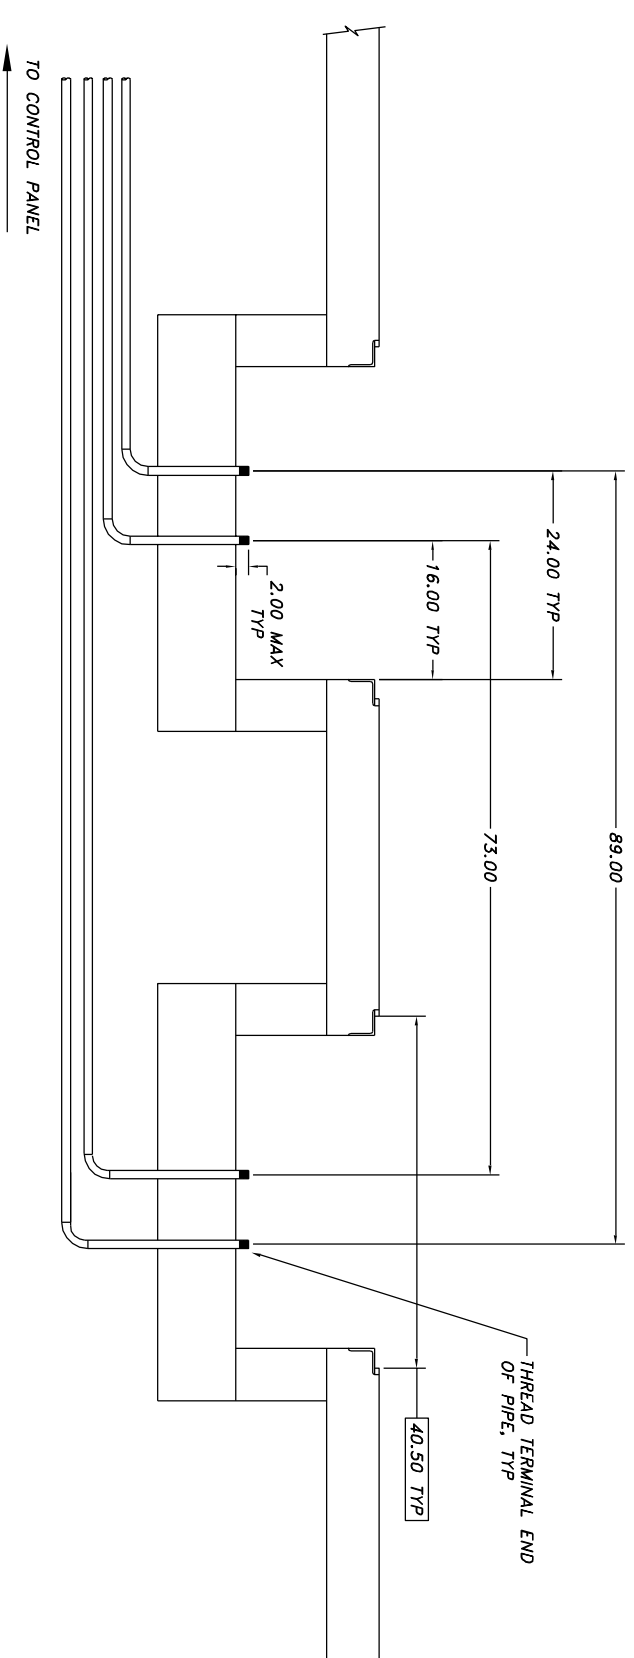 89.00
24.00 TYP
73.00
16.00 TYP
2.00 MAX
TYP
THREAD TERMINAL END
OF PIPE, TYP
40.50 TYP
TO CONTROL PANEL